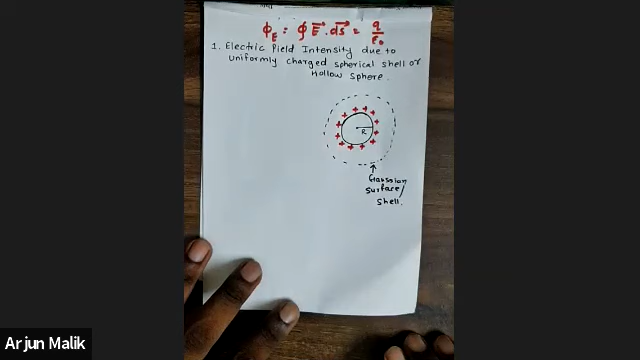 ϕ_E = ∮ E⃗ . ds⃗ = q/ε₀
1. Electric Field Intensity due to
uniformly charged spherical shell or
Hollow sphere.
R
Gaussian
Surface/
Shell.
Arjun Malik